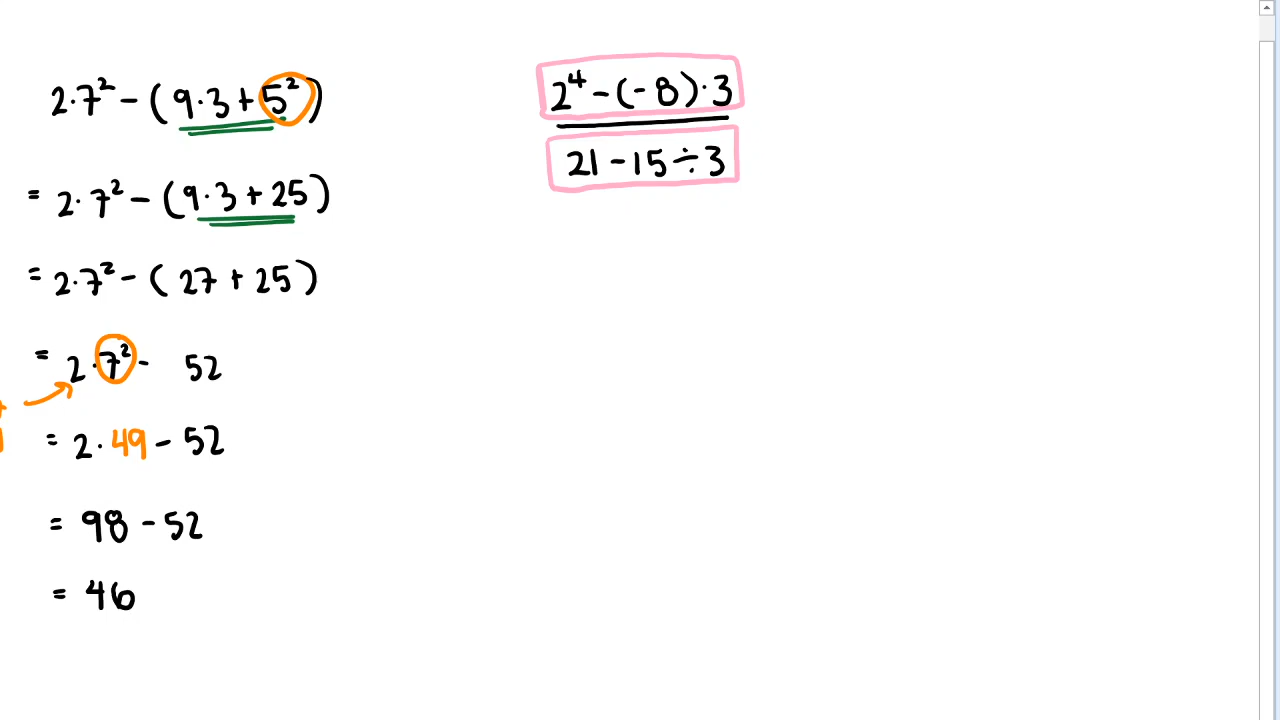 2·7² − (9·3 + 5²)
= 2·7² − (9·3 + 25)
= 2·7² − (27 + 25)
= 2·7² − 52
= 2·49 − 52
= 98 − 52
= 46
2⁴ − (−8)·3
21 − 15 ÷ 3